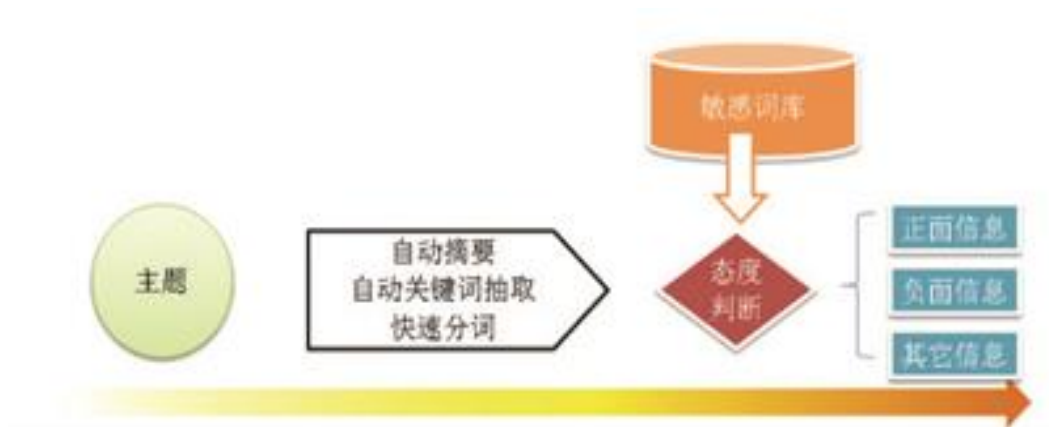 敏感词库
主题
自动摘要
自动关键词抽取
快速分词
态度
判断
正面信息
负面信息
其它信息